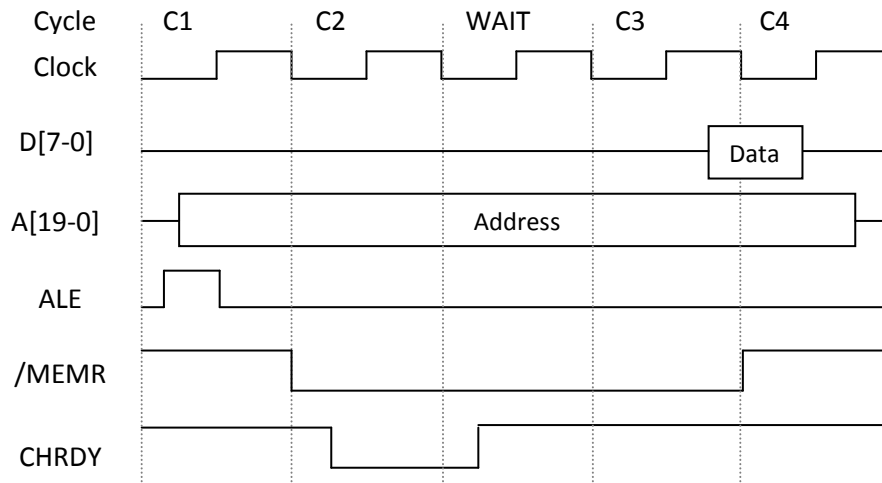 Cycle C1 C2 WAIT C3 C4
Clock
D[7-0] Data
A[19-0] Address
ALE
/MEMR
CHRDY